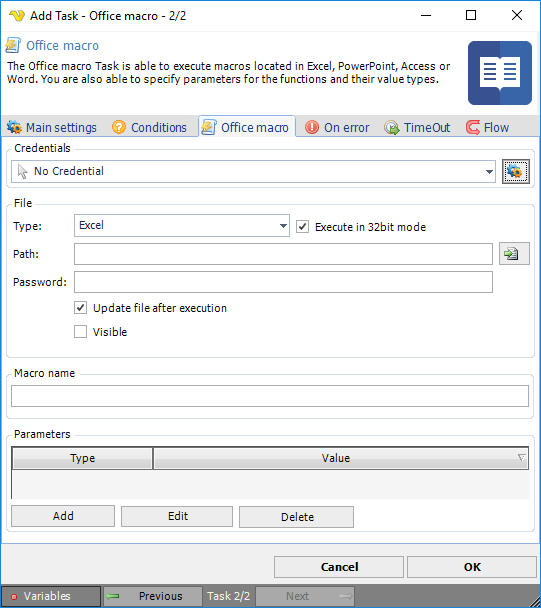 Add Task - Office macro - 2/2
Office macro
The Office macro Task is able to execute macros located in Excel, PowerPoint, Access or
Word. You are also able to specify parameters for the functions and their value types.
Main settings Conditions Office macro On error TimeOut Flow
Credentials
No Credential
File
Type: Excel Execute in 32bit mode
Path:
Password:
Update file after execution
Visible
Macro name
Parameters
Type Value
Add Edit Delete
Cancel OK
Variables Previous Task 2/2 Next